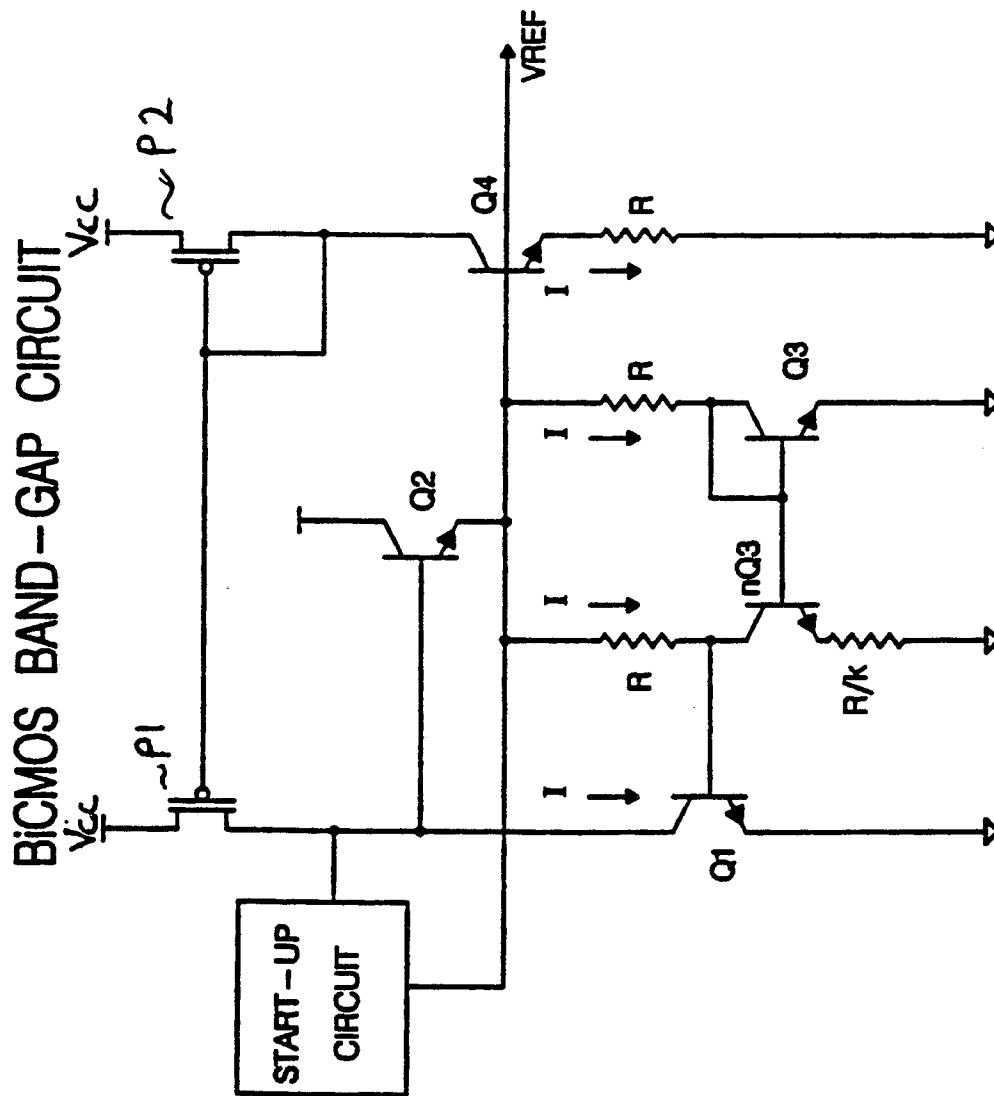 BiCMOS BAND-GAP CIRCUIT
Vcc
Vcc
P1
P2
START-UP
CIRCUIT
Q2
Q4
VREF
I
I
I
I
R
R
R
nQ3
Q3
Q1
R/k